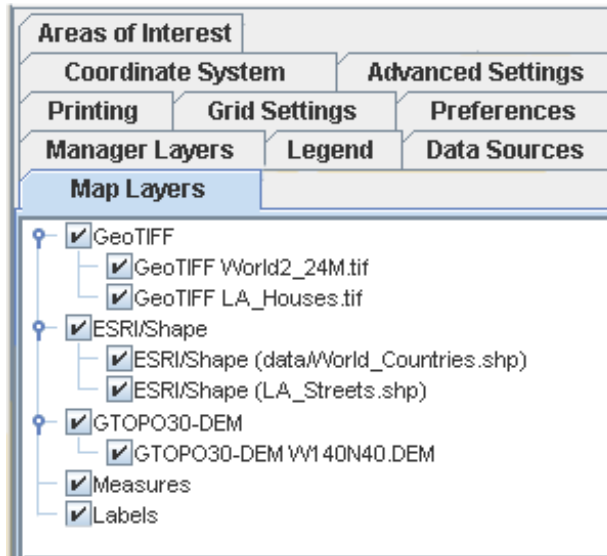 Areas of Interest
Coordinate System Advanced Settings
Printing Grid Settings Preferences
Manager Layers Legend Data Sources
Map Layers
GeoTIFF
GeoTIFF World2_24M.tif
GeoTIFF LA_Houses.tif
ESRI/Shape
ESRI/Shape (data/World_Countries.shp)
ESRI/Shape (LA_Streets.shp)
GTOPO30-DEM
GTOPO30-DEM W140N40.DEM
Measures
Labels